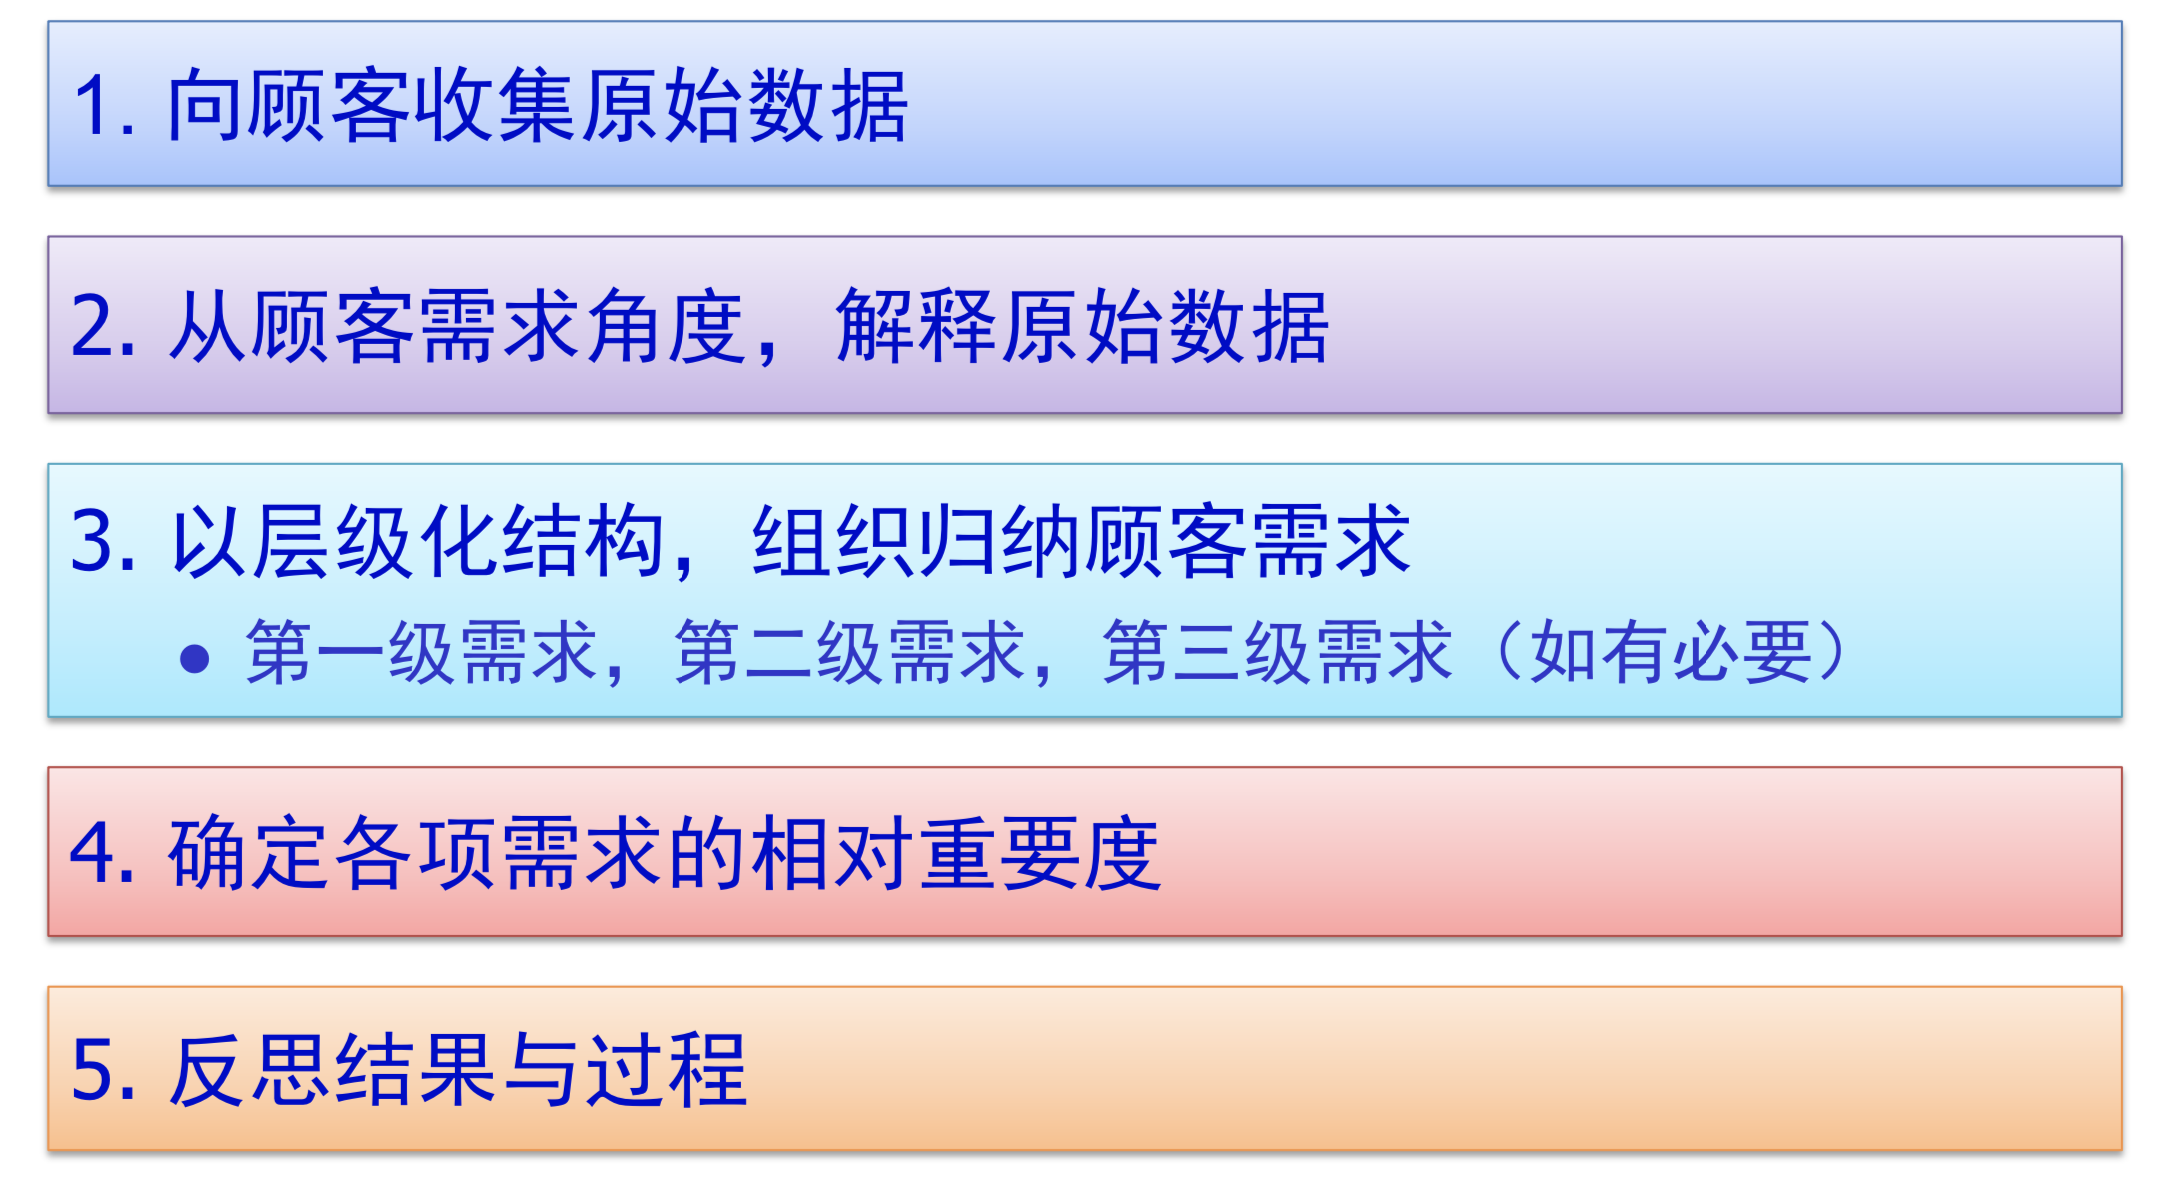 1. 向顾客收集原始数据
2. 从顾客需求角度，解释原始数据
3. 以层级化结构，组织归纳顾客需求
• 第一级需求，第二级需求，第三级需求（如有必要）
4. 确定各项需求的相对重要度
5. 反思结果与过程